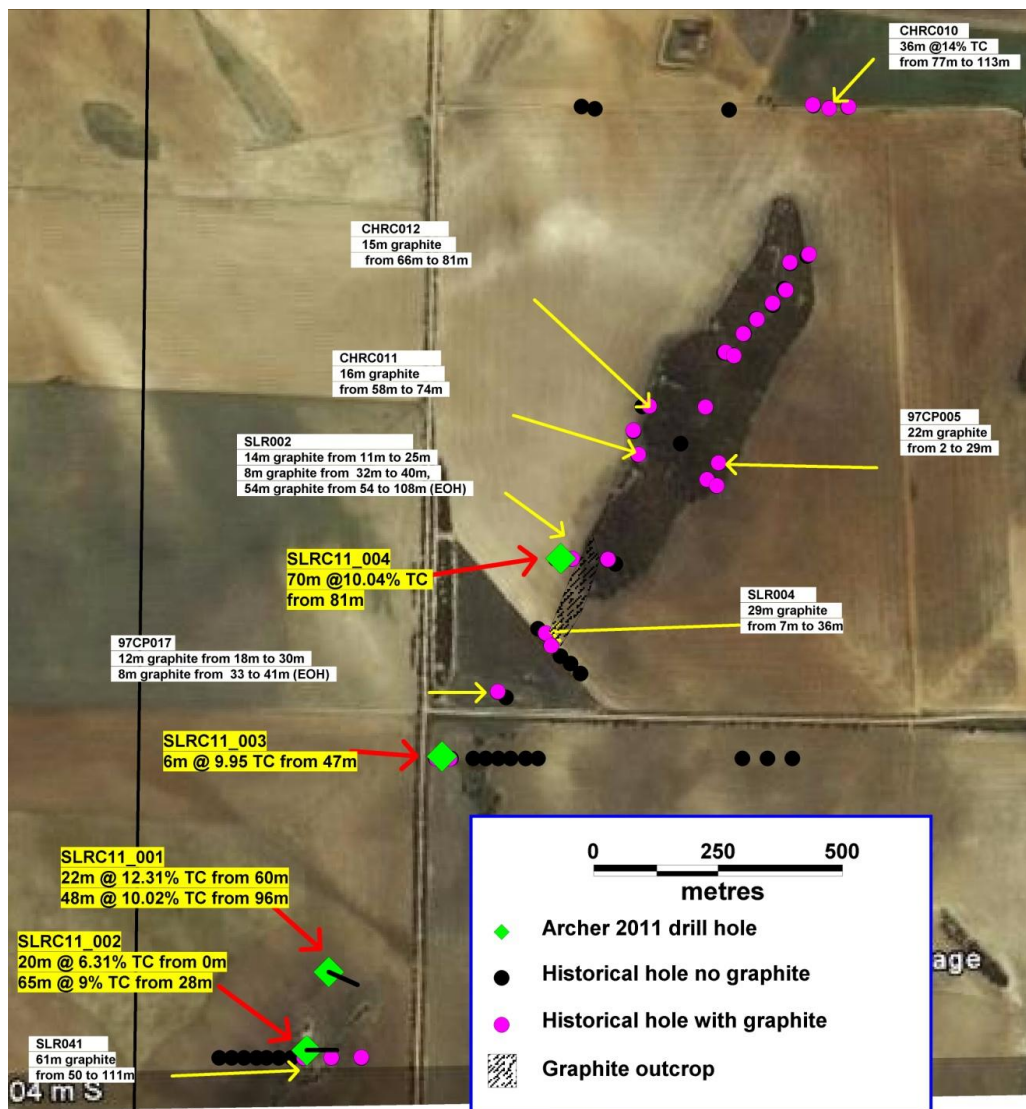 CHRC010
36m @14% TC
from 77m to 113m
CHRC012
15m graphite
from 66m to 81m
CHRC011
16m graphite
from 58m to 74m
97CP005
22m graphite
from 2 to 29m
SLR002
14m graphite from 11m to 25m
8m graphite from 32m to 40m,
54m graphite from 54 to 108m (EOH)
SLRC11_004
70m @10.04% TC
from 81m
SLR004
29m graphite
from 7m to 36m
97CP017
12m graphite from 18m to 30m
8m graphite from 33 to 41m (EOH)
SLRC11_003
6m @ 9.95 TC from 47m
SLRC11_001
22m @ 12.31% TC from 60m
48m @ 10.02% TC from 96m
SLRC11_002
20m @ 6.31% TC from 0m
65m @ 9% TC from 28m
SLR041
61m graphite
from 50 to 111m
04 m S
0 250 500
metres
Archer 2011 drill hole
Historical hole no graphite
Historical hole with graphite
Graphite outcrop
age